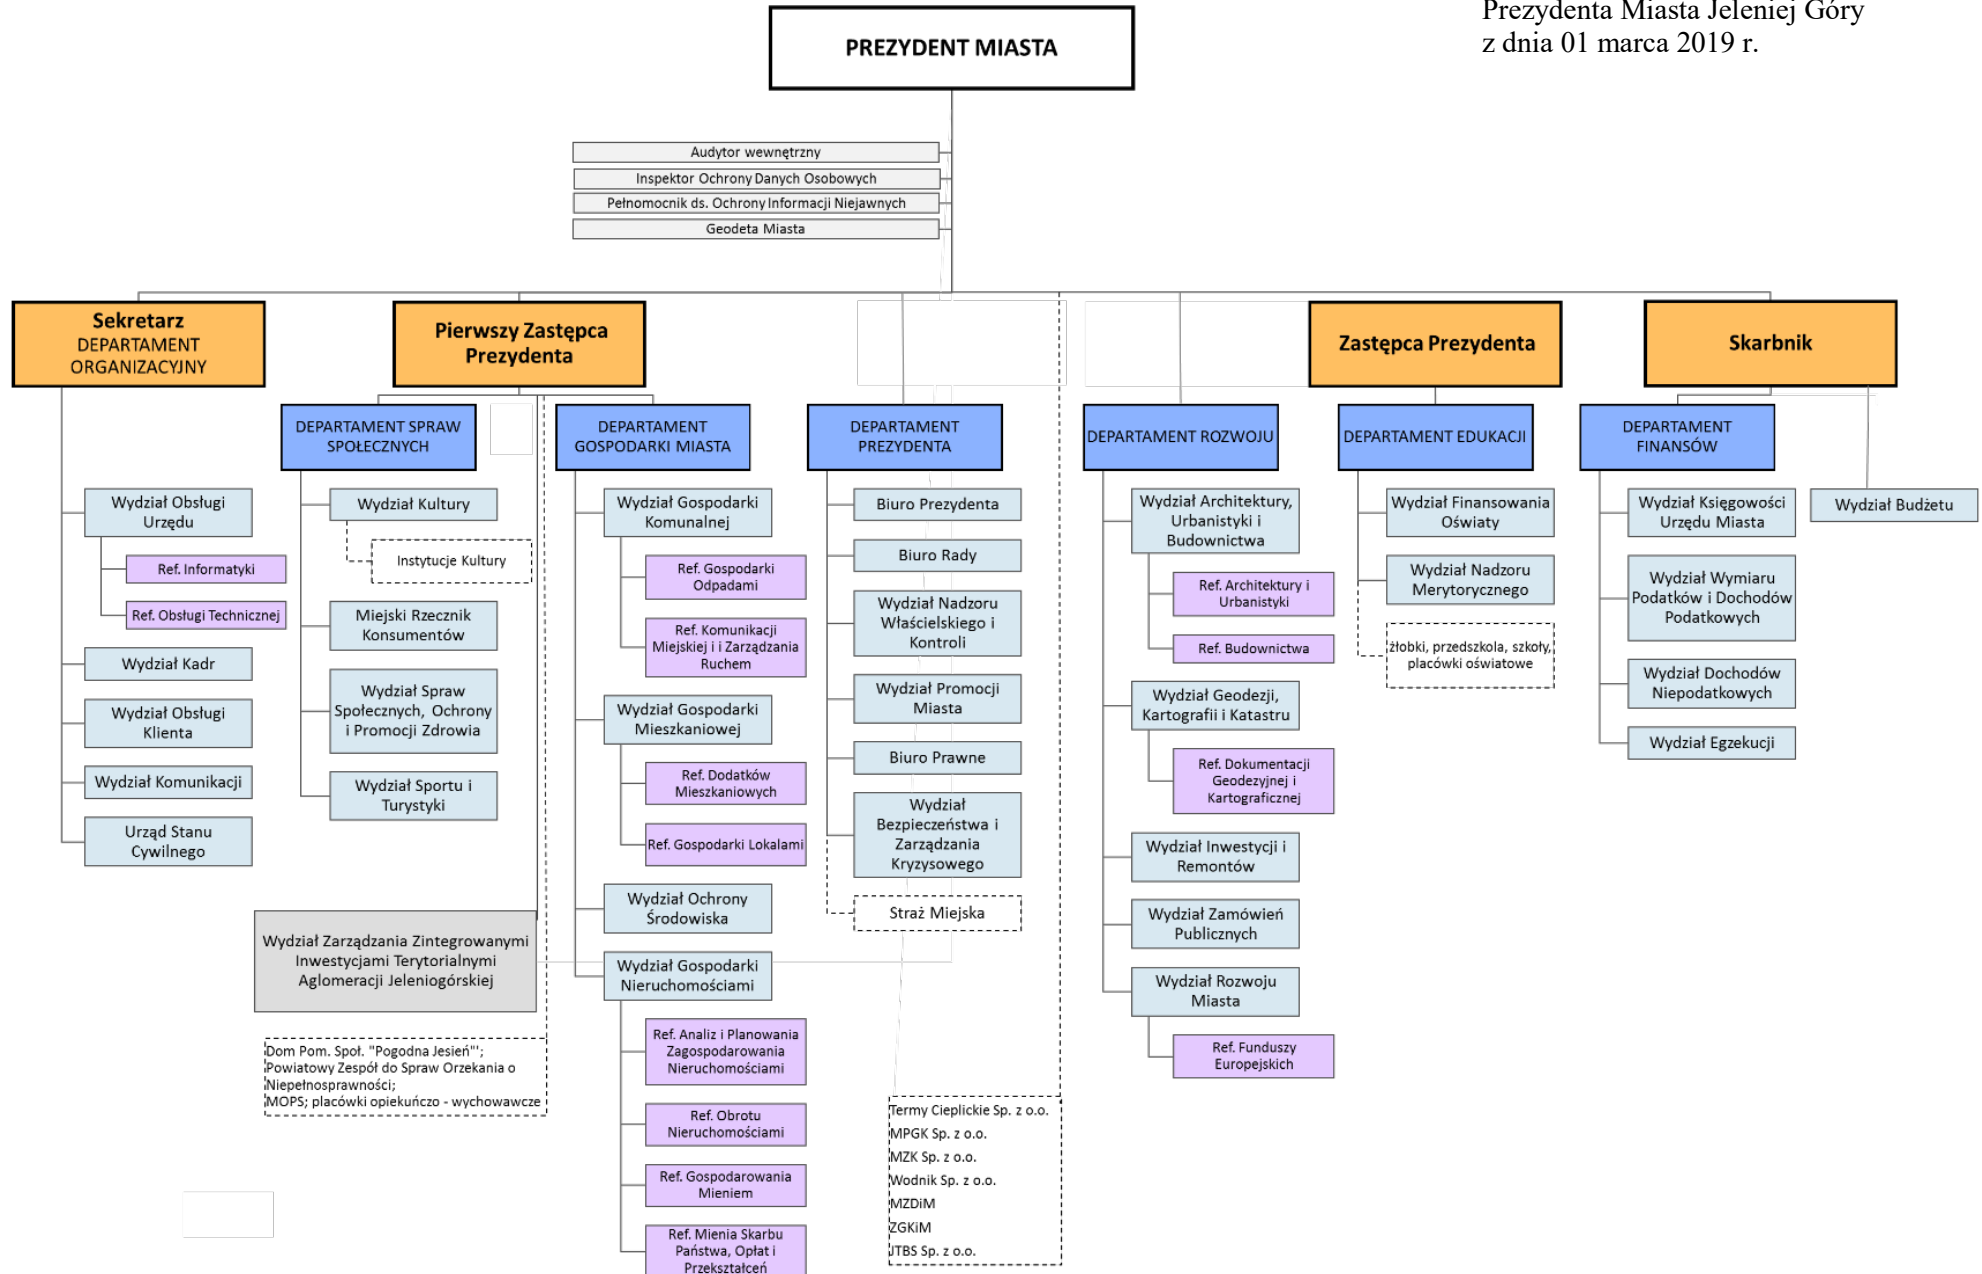 Prezydenta Miasta Jeleniej Góry
z dnia 01 marca 2019 r.
PREZYDENT MIASTA
Audytor wewnętrzny
Inspektor Ochrony Danych Osobowych
Pełnomocnik ds. Ochrony Informacji Niejawnych
Geodeta Miasta
Sekretarz
DEPARTAMENT
ORGANIZACYJNY
Wydział Obsługi
Urzędu
Ref. Informatyki
Ref. Obsługi Technicznej
Wydział Kadr
Wydział Obsługi
Klienta
Wydział Komunikacji
Urząd Stanu
Cywilnego
Pierwszy Zastępca
Prezydenta
DEPARTAMENT SPRAW
SPOŁECZNYCH
Wydział Kultury
Instytucje Kultury
Miejski Rzecznik
Konsumentów
Wydział Spraw
Społecznych, Ochrony
i Promocji Zdrowia
Wydział Sportu i
Turystyki
Wydział Zarządzania Zintegrowanymi
Inwestycjami Terytorialnymi
Aglomeracji Jeleniogórskiej
Dom Pom. Społ. "Pogodna Jesień"';
Powiatowy Zespół do Spraw Orzekania o
Niepełnosprawności;
MOPS; placówki opiekuńczo - wychowawcze
DEPARTAMENT
GOSPODARKI MIASTA
Wydział Gospodarki
Komunalnej
Ref. Gospodarki
Odpadami
Ref. Komunikacji
Miejskiej i i Zarządzania
Ruchem
Wydział Gospodarki
Mieszkaniowej
Ref. Dodatków
Mieszkaniowych
Ref. Gospodarki Lokalami
Wydział Ochrony
Środowiska
Wydział Gospodarki
Nieruchomościami
Ref. Analiz i Planowania
Zagospodarowania
Nieruchomościami
Ref. Obrotu
Nieruchomościami
Ref. Gospodarowania
Mieniem
Ref. Mienia Skarbu
Państwa, Opłat i
Przekształceń
DEPARTAMENT
PREZYDENTA
Biuro Prezydenta
Biuro Rady
Wydział Nadzoru
Właścielskiego i
Kontroli
Wydział Promocji
Miasta
Biuro Prawne
Wydział
Bezpieczeństwa i
Zarządzania
Kryzysowego
Straż Miejska
Termy Cieplickie Sp. z o.o.
MPGK Sp. z o.o.
MZK Sp. z o.o.
Wodnik Sp. z o.o.
MZDiM
ZGKiM
JTBS Sp. z o.o.
DEPARTAMENT ROZWOJU
Wydział Architektury,
Urbanistyki i
Budownictwa
Ref. Architektury i
Urbanistyki
Ref. Budownictwa
Wydział Geodezji,
Kartografii i Katastru
Ref. Dokumentacji
Geodezyjnej i
Kartograficznej
Wydział Inwestycji i
Remontów
Wydział Zamówień
Publicznych
Wydział Rozwoju
Miasta
Ref. Funduszy
Europejskich
Zastępca Prezydenta
DEPARTAMENT EDUKACJI
Wydział Finansowania
Oświaty
Wydział Nadzoru
Merytorycznego
żłobki, przedszkola, szkoły,
placówki oświatowe
Skarbnik
DEPARTAMENT
FINANSÓW
Wydział Księgowości
Urzędu Miasta
Wydział Wymiaru
Podatków i Dochodów
Podatkowych
Wydział Dochodów
Niepodatkowych
Wydział Egzekucji
Wydział Budżetu